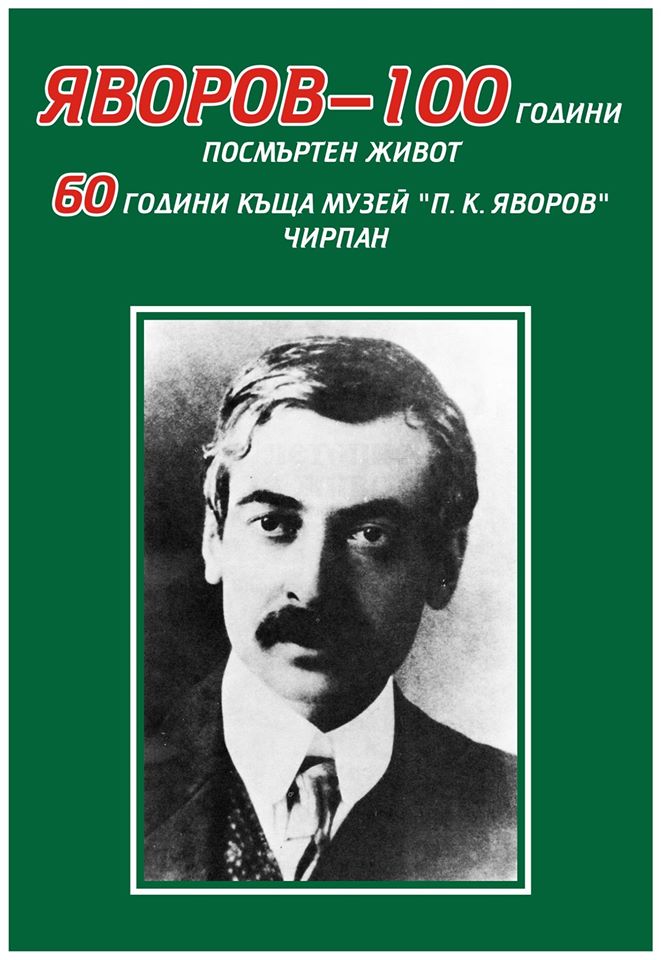 ЯВОРОВ–100 ГОДИНИ
ПОСМЪРТЕН ЖИВОТ
60 ГОДИНИ КЪЩА МУЗЕЙ "П. К. ЯВОРОВ"
ЧИРПАН